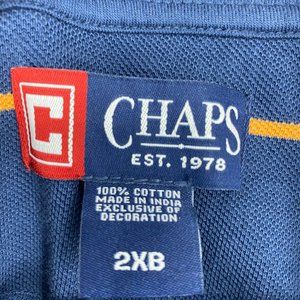 C
CHAPS
EST. 1978
100% COTTON
MADE IN INDIA
EXCLUSIVE OF
DECORATION
2XB